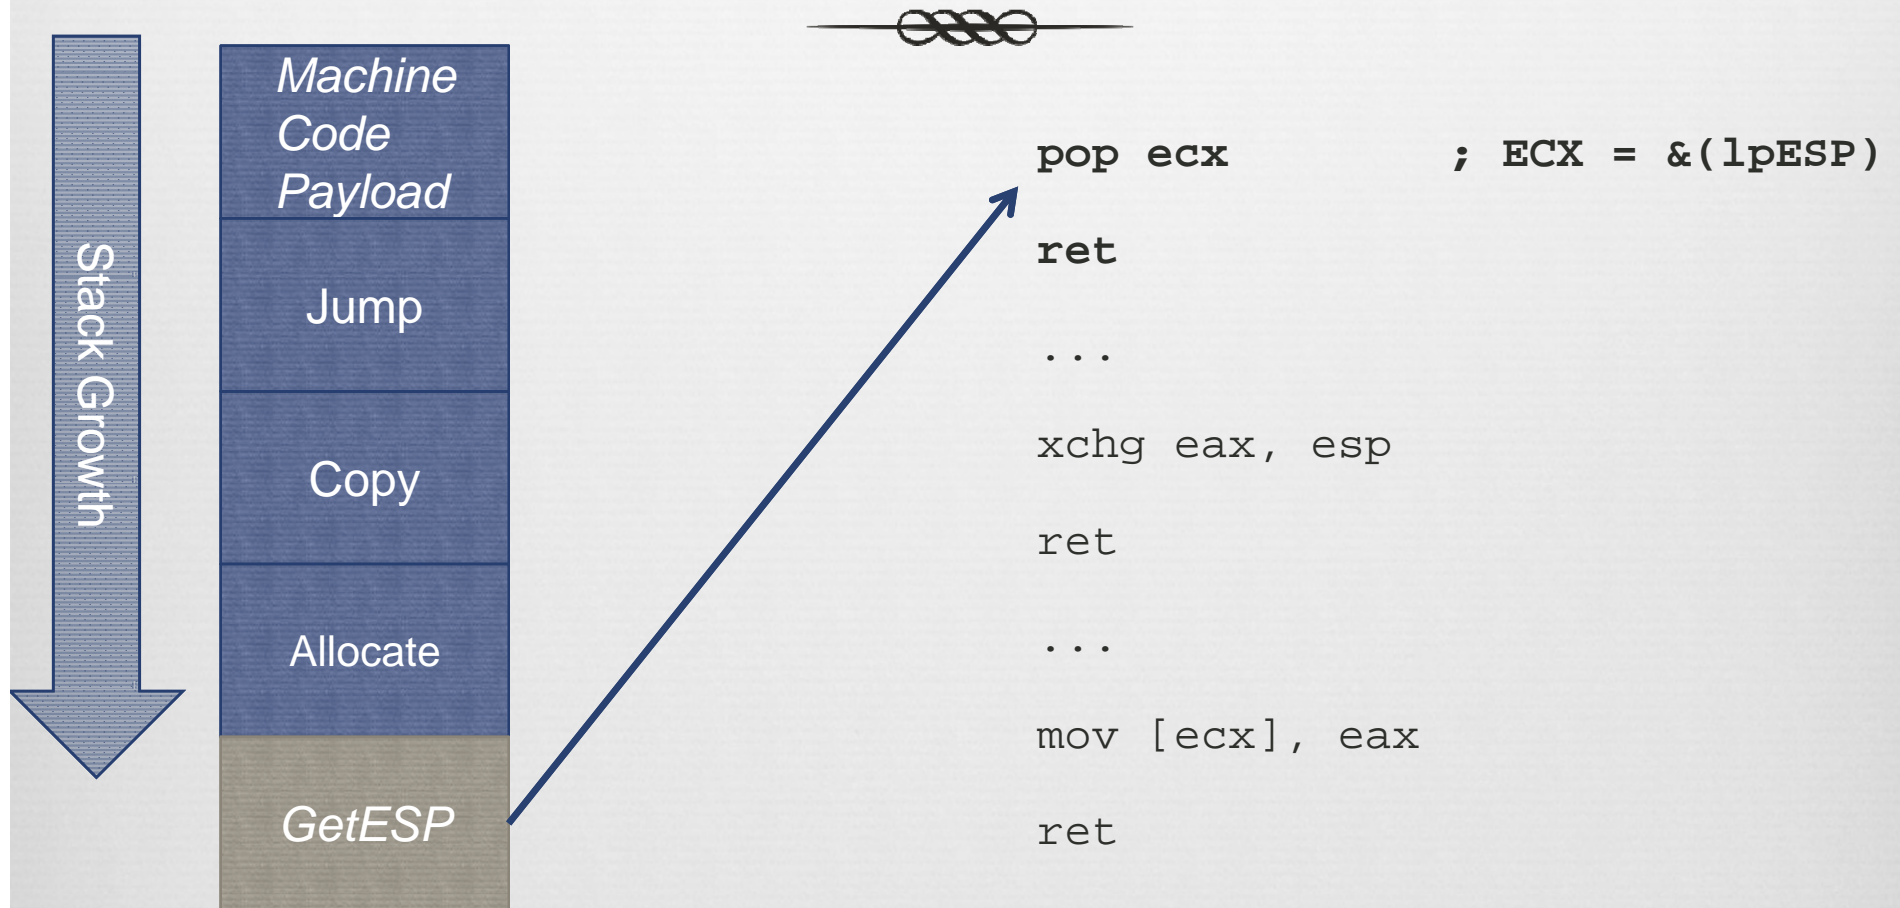 Stack Growth
Machine
Code
Payload
Jump
Copy
Allocate
GetESP
pop ecx ; ECX = &(lpESP)
ret
...
xchg eax, esp
ret
...
mov [ecx], eax
ret